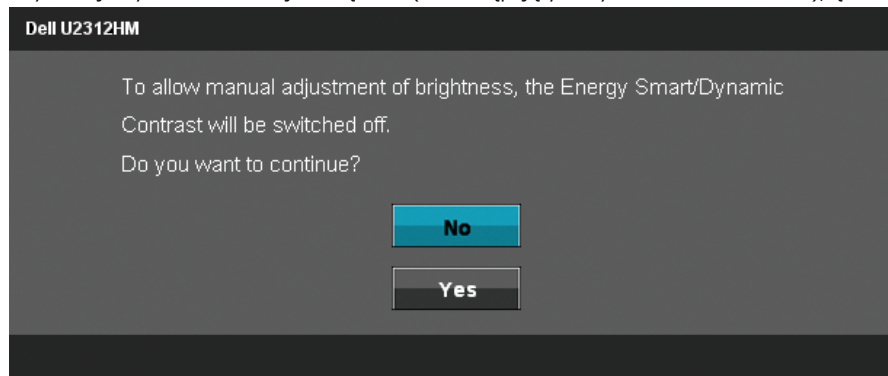 Dell U2312HM
To allow manual adjustment of brightness, the Energy Smart/Dynamic
Contrast will be switched off.
Do you want to continue?
No
Yes